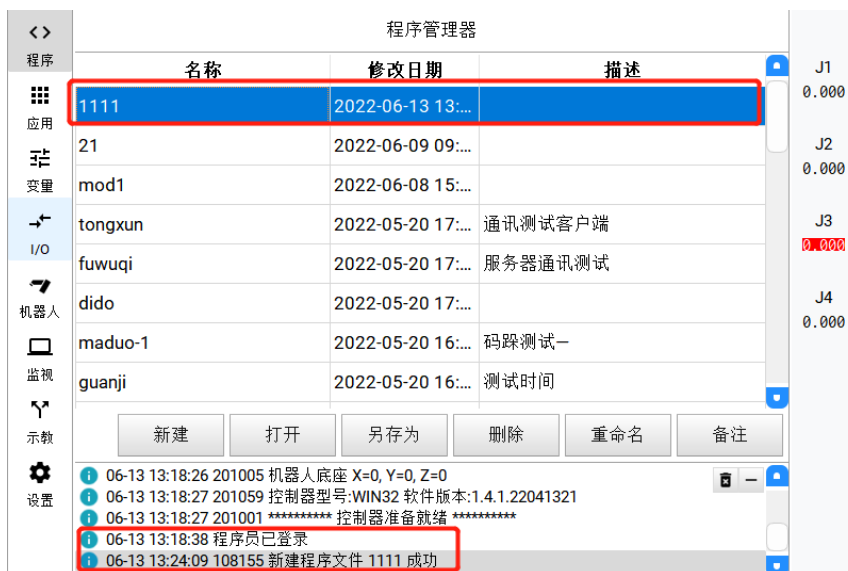 程序管理器
程序
应用
变量
I/O
机器人
监视
示教
设置
名称 修改日期 描述
1111 2022-06-13 13:...
21 2022-06-09 09:...
mod1 2022-06-08 15:...
tongxun 2022-05-20 17:... 通讯测试客户端
fuwuqi 2022-05-20 17:... 服务器通讯测试
dido 2022-05-20 17:...
maduo-1 2022-05-20 16:... 码跺测试一
guanji 2022-05-20 16:... 测试时间
新建 打开 另存为 删除 重命名 备注
06-13 13:18:26 201005 机器人底座 X=0, Y=0, Z=0
06-13 13:18:27 201059 控制器型号:WIN32 软件版本:1.4.1.22041321
06-13 13:18:27 201001 ********** 控制器准备就绪 **********
06-13 13:18:38 程序员已登录
06-13 13:24:09 108155 新建程序文件 1111 成功
J1
0.000
J2
0.000
J3
0.000
J4
0.000